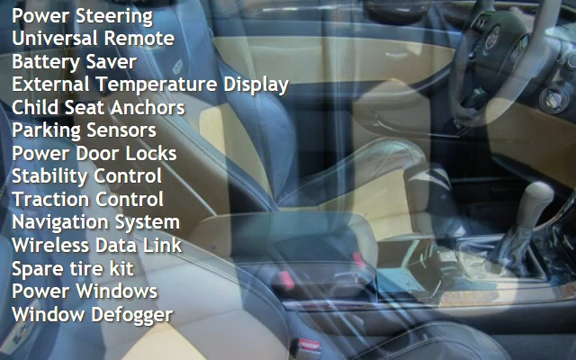 Power Steering
Universal Remote
Battery Saver
External Temperature Display
Child Seat Anchors
Parking Sensors
Power Door Locks
Stability Control
Traction Control
Navigation System
Wireless Data Link
Spare tire kit
Power Windows
Window Defogger